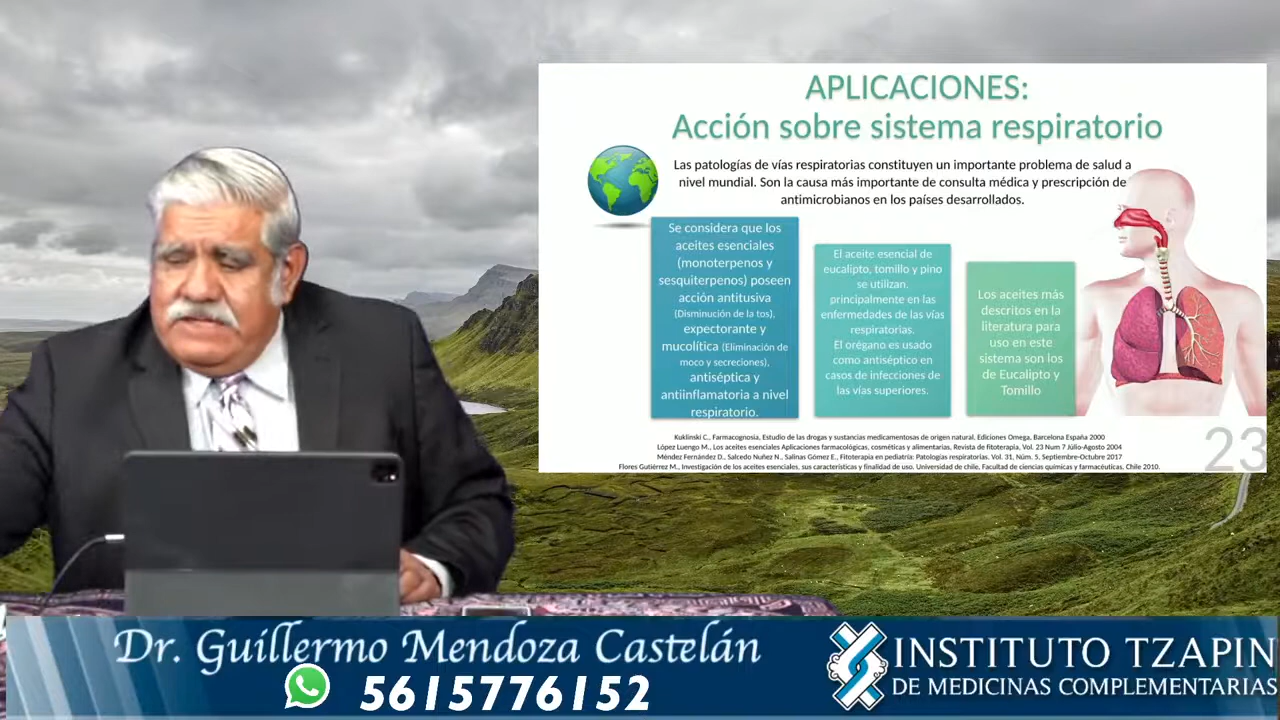 APLICACIONES:
Acción sobre sistema respiratorio
Las patologías de vías respiratorias constituyen un importante problema de salud a
nivel mundial. Son la causa más importante de consulta médica y prescripción de
antimicrobianos en los países desarrollados.
Se considera que los
aceites esenciales
(monoterpenos y
sesquiterpenos) poseen
acción antitusiva
(Disminución de la tos),
expectorante y
mucolítica (Eliminación de
moco y secreciones),
antiséptica y
antiinflamatoria a nivel
respiratorio.
El aceite esencial de
eucalipto, tomillo y pino
se utilizan.
principalmente en las
enfermedades de las vías
respiratorias.
El orégano es usado
como antiséptico en
casos de infecciones de
las vías superiores.
Los aceites más
descritos en la
literatura para
uso en este
sistema son los
de Eucalipto y
Tomillo
Kuklinski C., Farmacognosia, Estudio de las drogas y sustancias medicamentosas de origen natural, Ediciones Omega, Barcelona España 2000
López Luengo M., Los aceites esenciales Aplicaciones farmacológicas, cosméticas y alimentarias, Revista de fitoterapia, Vol. 23 Num 7 Júlio-Agosto 2004
Méndez Fernández D., Salcedo Nuñez N., Salinas Gómez E., Fitoterapia en pediatría: Patologías respiratorias. Vol. 31, Núm. 5. Septiembre-Octubre 2017
Flores Gutiérrez M., Investigación de los aceites esenciales, sus características y finalidad de uso. Universidad de chile, Facultad de ciencias químicas y farmacéuticas, Chile 2010.
23
Dr. Guillermo Mendoza Castelán
5615776152
INSTITUTO TZAPIN
DE MEDICINAS COMPLEMENTARIAS